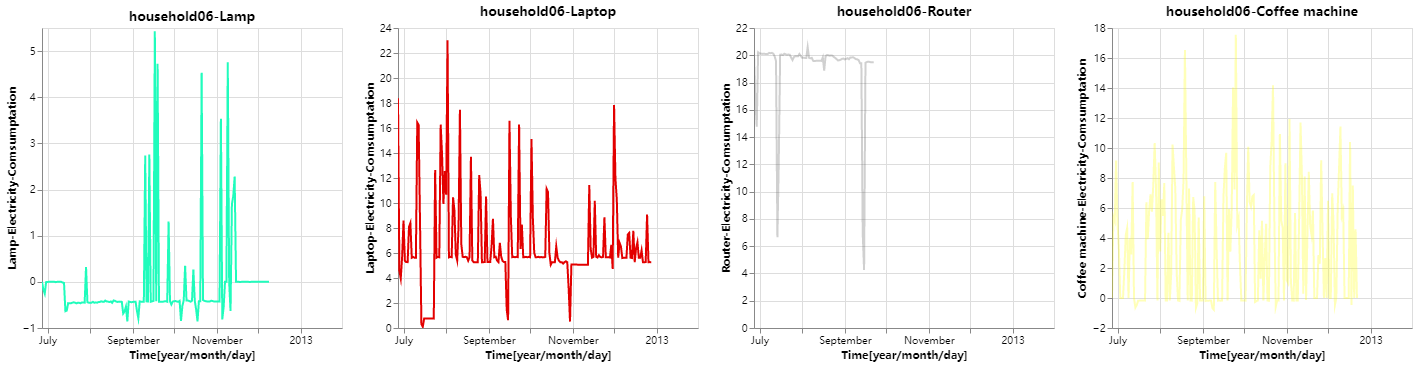 household06-Lamp
Lamp-Electricity-Comsumptation
5
4
3
2
1
0
−1
July
September
November
2013
Time[year/month/day]
household06-Laptop
Laptop-Electricity-Comsumptation
24
22
20
18
16
14
12
10
8
6
4
2
0
July
September
November
2013
Time[year/month/day]
household06-Router
Router-Electricity-Comsumptation
22
20
18
16
14
12
10
8
6
4
2
0
July
September
November
2013
Time[year/month/day]
household06-Coffee machine
Coffee machine-Electricity-Comsumptation
18
16
14
12
10
8
6
4
2
0
−2
July
September
November
2013
Time[year/month/day]